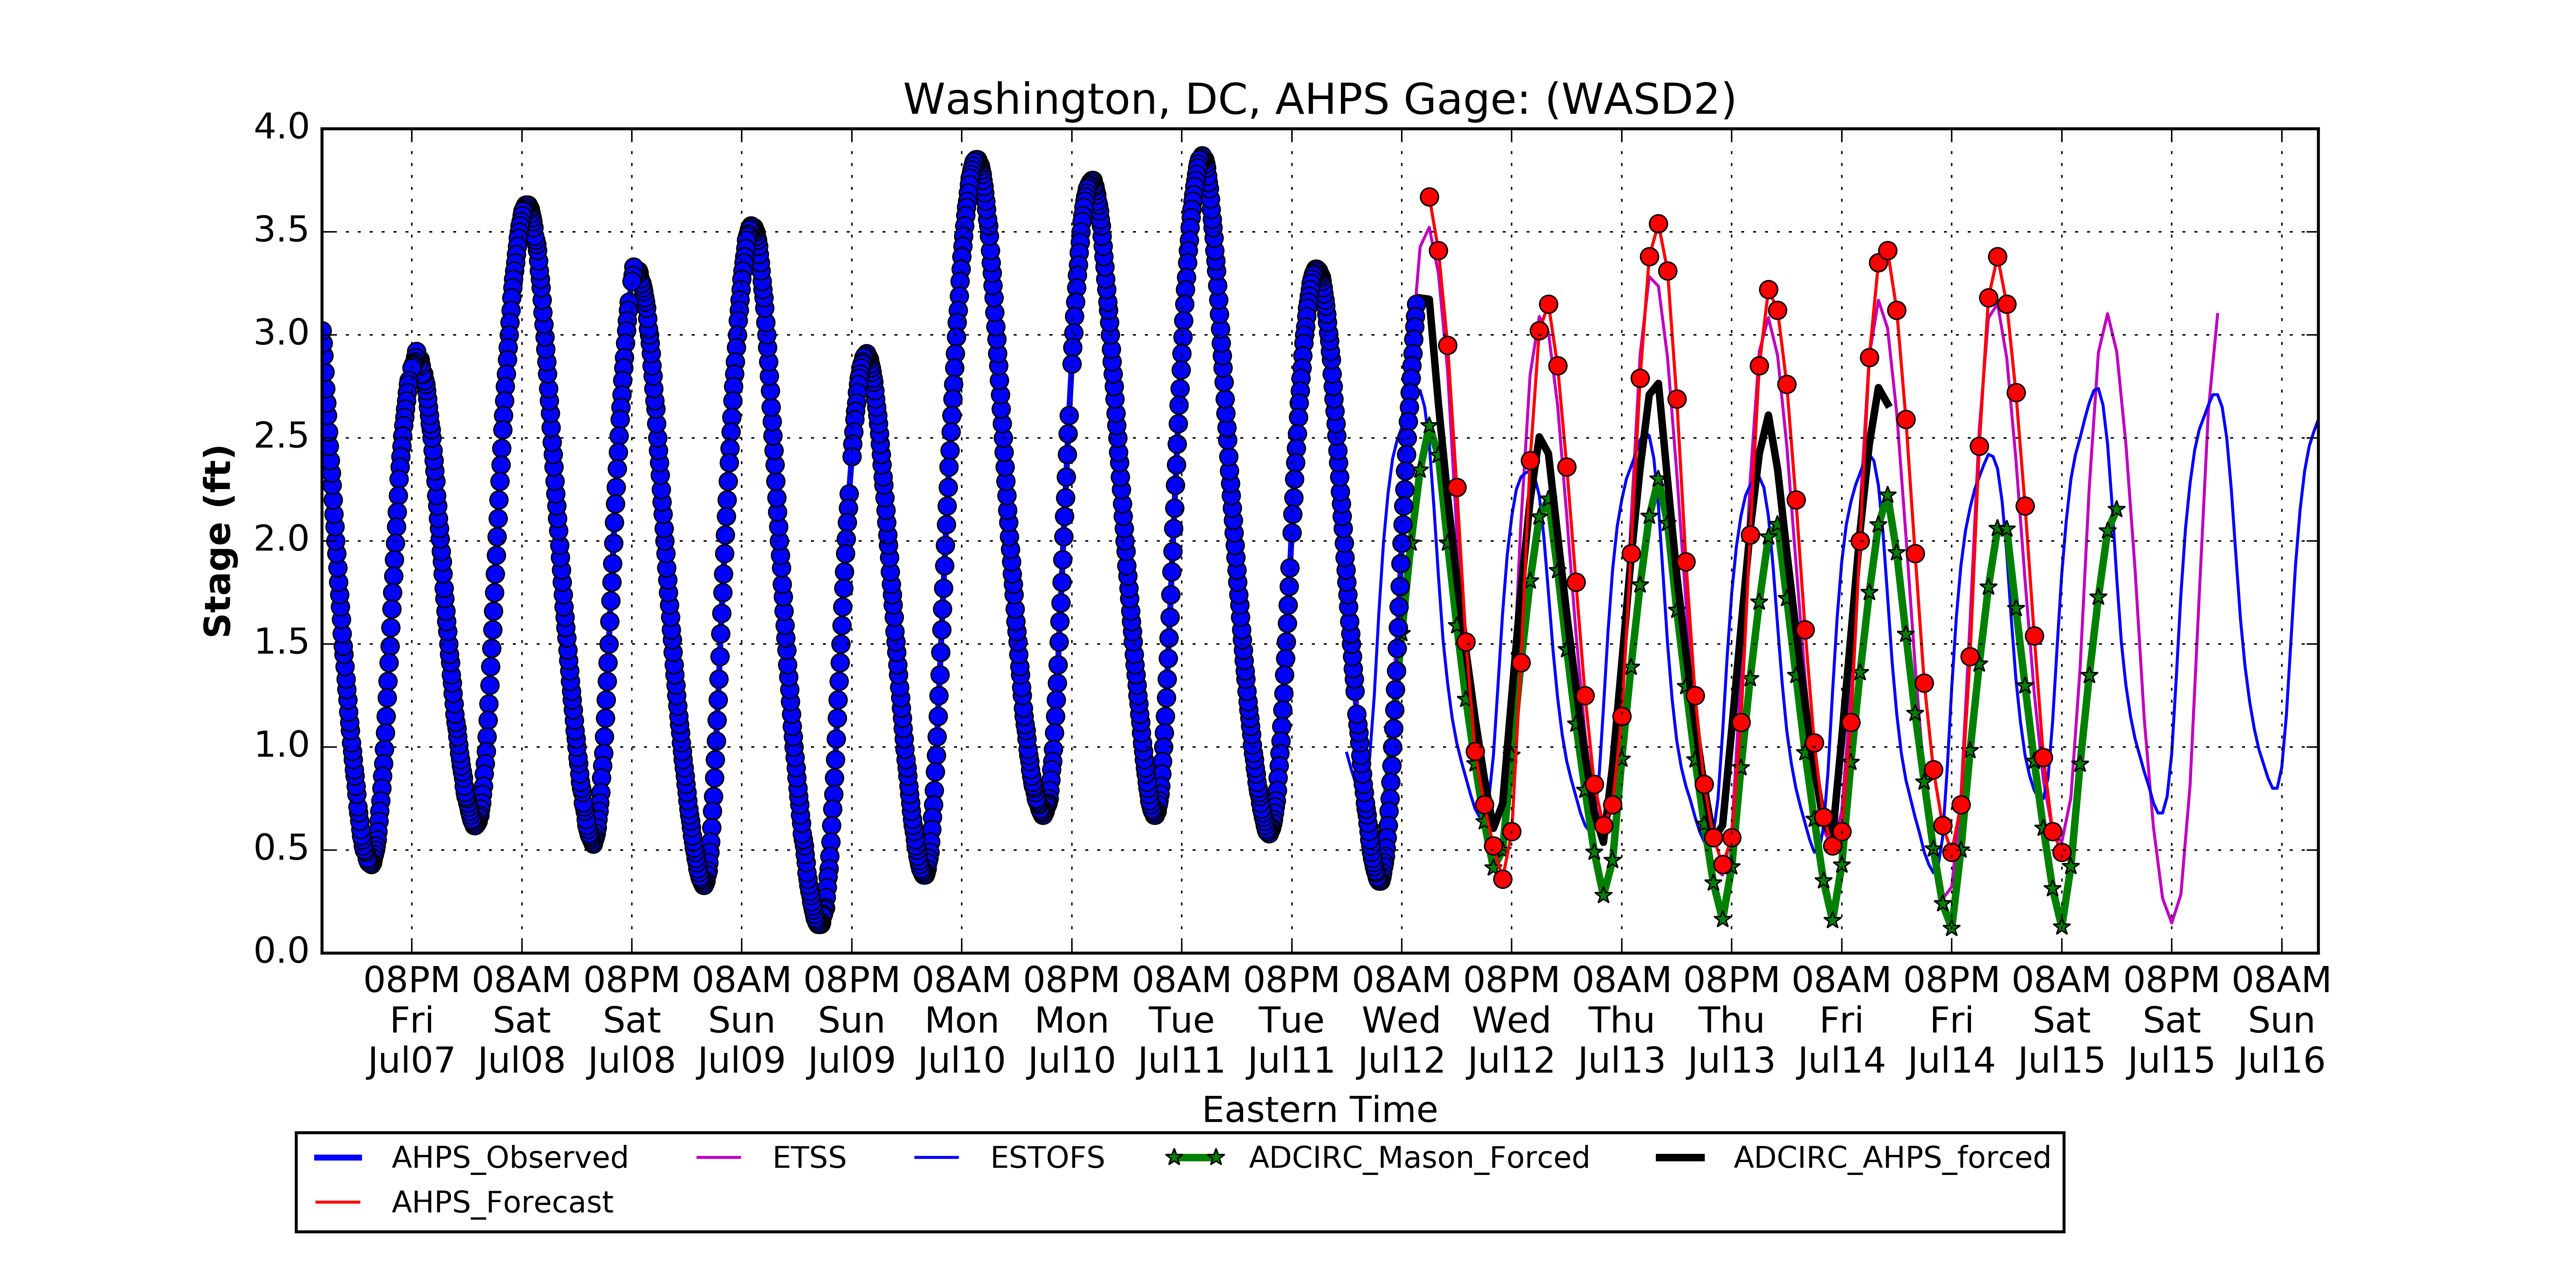 Washington, DC, AHPS Gage: (WASD2)
4.0
3.5
3.0
2.5
2.0
1.5
1.0
0.5
0.0
Stage (ft)
08PM 08AM 08PM 08AM 08PM 08AM 08PM 08AM 08PM 08AM 08PM 08AM 08PM 08AM 08PM 08AM 08PM 08AM
Fri Sat Sat Sun Sun Mon Mon Tue Tue Wed Wed Thu Thu Fri Fri Sat Sat Sun
Jul07 Jul08 Jul08 Jul09 Jul09 Jul10 Jul10 Jul11 Jul11 Jul12 Jul12 Jul13 Jul13 Jul14 Jul14 Jul15 Jul15 Jul16
Eastern Time
AHPS_Observed ETSS ESTOFS ADCIRC_Mason_Forced ADCIRC_AHPS_forced
AHPS_Forecast